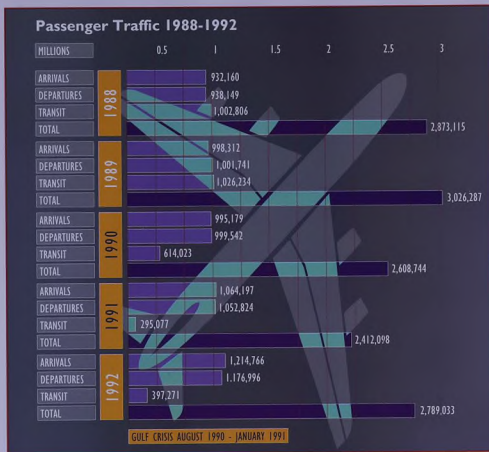 Passenger Traffic 1988-1992
MILLIONS 0.5 1 1.5 2 2.5 3
1988
ARRIVALS 932,160
DEPARTURES 938,149
TRANSIT 1,002,806
TOTAL 2,873,115
1989
ARRIVALS 998,312
DEPARTURES 1,001,741
TRANSIT 1,026,234
TOTAL 3,026,287
1990
ARRIVALS 995,179
DEPARTURES 999,542
TRANSIT 614,023
TOTAL 2,608,744
1991
ARRIVALS 1,064,197
DEPARTURES 1,052,824
TRANSIT 295,077
TOTAL 2,412,098
1992
ARRIVALS 1,214,766
DEPARTURES 1.176,996
TRANSIT 397,271
TOTAL 2,789,033
GULF CRISIS AUGUST 1990 - JANUARY 1991